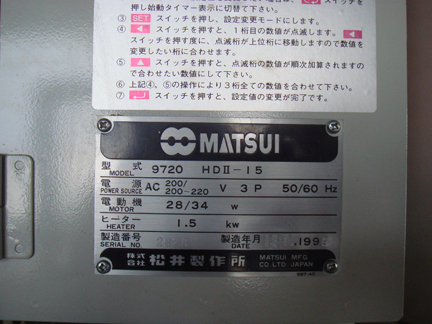 押し始動タイマー表示に切替て下さい。
③ SET スイッチを押し、設定変更モードにします。
④ スイッチを押すと、1桁目の数値が点滅します。
スイッチを押す度に、点滅桁が上位桁に移動しますので数値を
変更したい桁に合わせます。
⑤ スイッチを押すと、点滅桁の数値が順次加算されますので
で合わせたい数値にして下さい。
⑥ 上記④、⑤の操作により3桁全ての数値を合わせて下さい。
⑦ スイッチを押すと、設定値の変更が完了です。
MATSUI
型式 MODEL 9720 HDⅡ-15
電源 POWER SOURCE AC 200/200~220 V 3P 50/60 Hz
電動機 MOTOR 28/34 w
ヒーター HEATER 1.5 kw
製造番号 SERIAL NO
製造年月 DATE .199
株式会社 松井製作所 MATSUI MFG. CO.LTD JAPAN